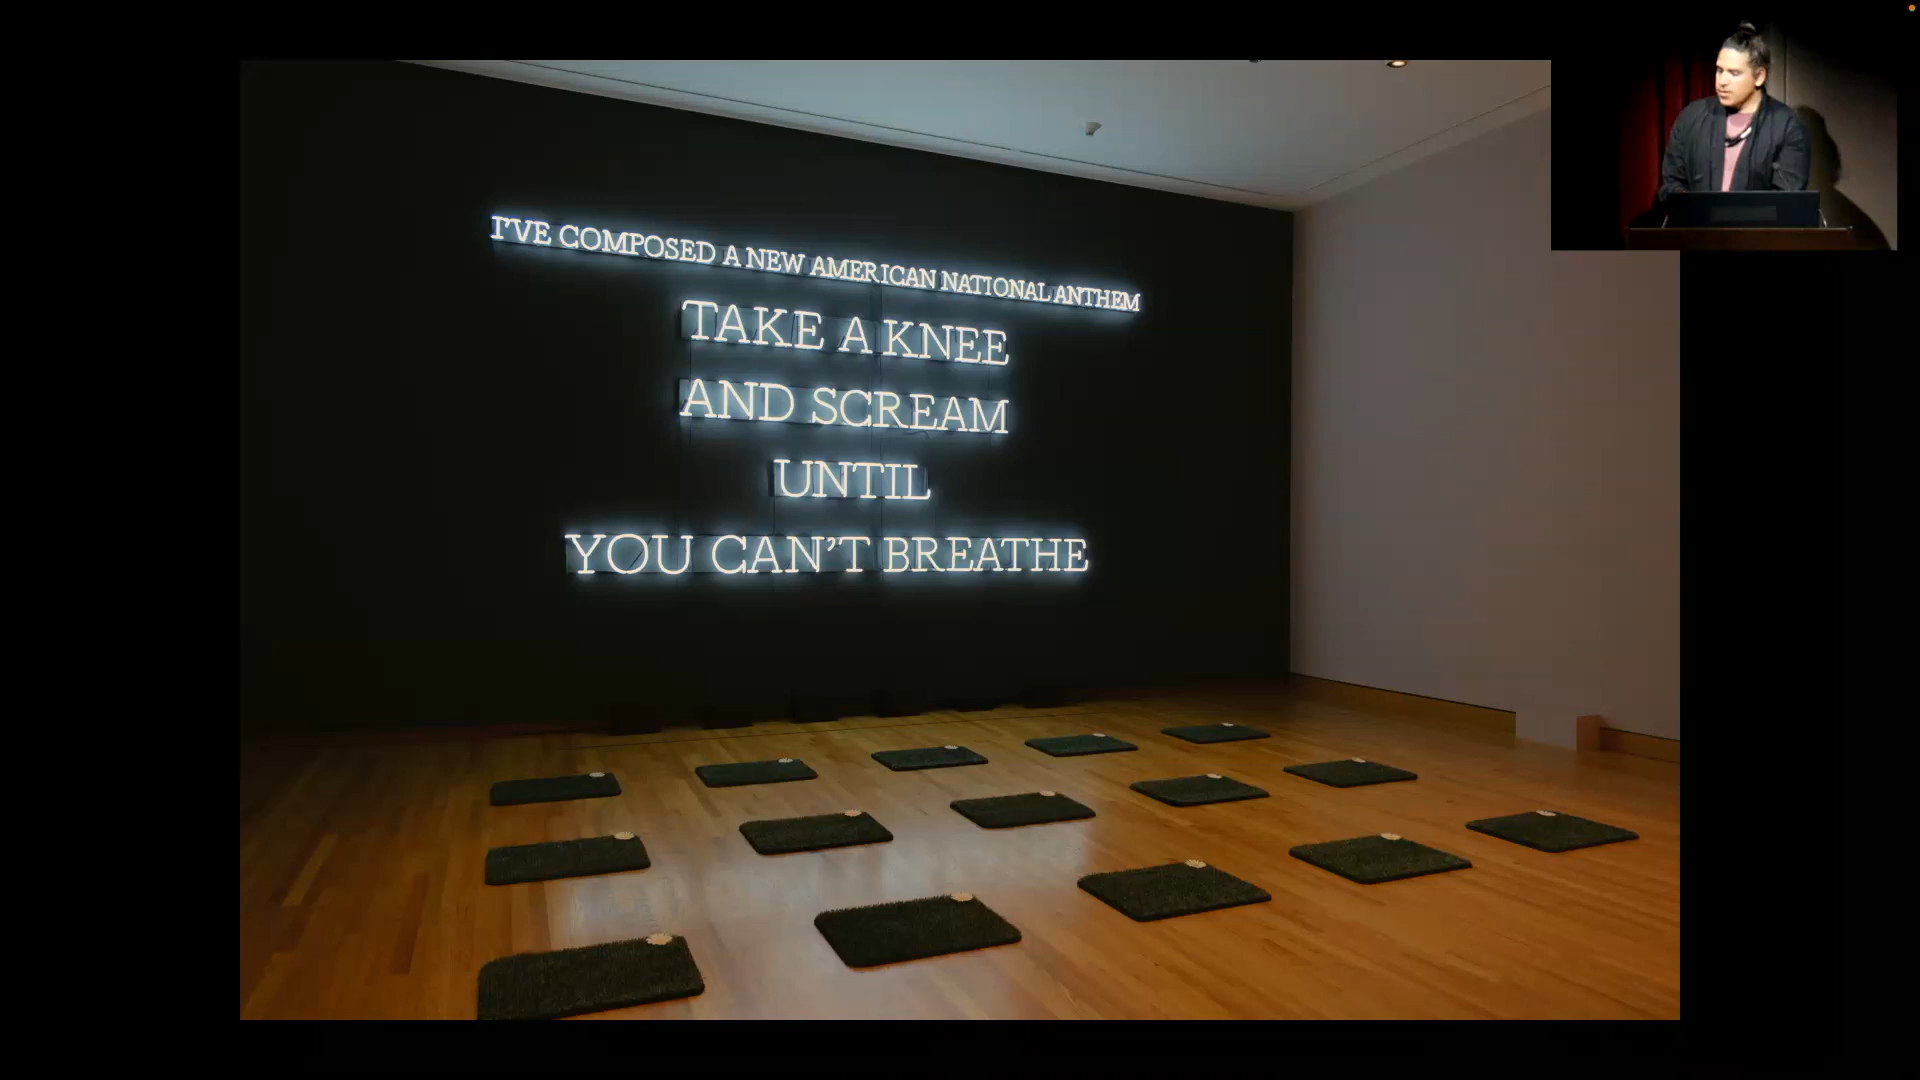 I'VE COMPOSED A NEW AMERICAN NATIONAL ANTHEM
TAKE A KNEE
AND SCREAM
UNTIL
YOU CAN'T BREATHE